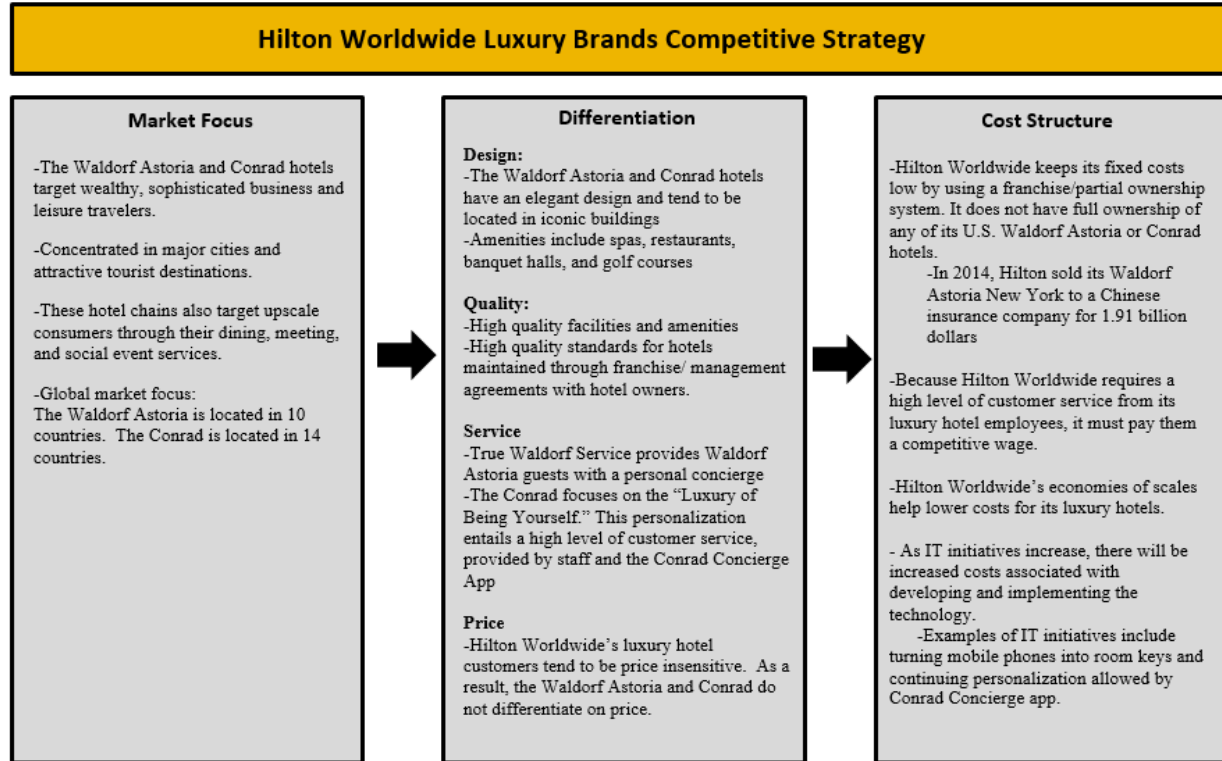 Hilton Worldwide Luxury Brands Competitive Strategy
Market Focus
-The Waldorf Astoria and Conrad hotels
target wealthy, sophisticated business and
leisure travelers.
-Concentrated in major cities and
attractive tourist destinations.
-These hotel chains also target upscale
consumers through their dining, meeting,
and social event services.
-Global market focus:
The Waldorf Astoria is located in 10
countries.  The Conrad is located in 14
countries.
Differentiation
Design:
-The Waldorf Astoria and Conrad hotels
have an elegant design and tend to be
located in iconic buildings
-Amenities include spas, restaurants,
banquet halls, and golf courses
Quality:
-High quality facilities and amenities
-High quality standards for hotels
maintained through franchise/ management
agreements with hotel owners.
Service
-True Waldorf Service provides Waldorf
Astoria guests with a personal concierge
-The Conrad focuses on the “Luxury of
Being Yourself.” This personalization
entails a high level of customer service,
provided by staff and the Conrad Concierge
App
Price
-Hilton Worldwide’s luxury hotel
customers tend to be price insensitive.  As a
result, the Waldorf Astoria and Conrad do
not differentiate on price.
Cost Structure
-Hilton Worldwide keeps its fixed costs
low by using a franchise/partial ownership
system. It does not have full ownership of
any of its U.S. Waldorf Astoria or Conrad
hotels.
-In 2014, Hilton sold its Waldorf
Astoria New York to a Chinese
insurance company for 1.91 billion
dollars
-Because Hilton Worldwide requires a
high level of customer service from its
luxury hotel employees, it must pay them
a competitive wage.
-Hilton Worldwide’s economies of scales
help lower costs for its luxury hotels.
- As IT initiatives increase, there will be
increased costs associated with
developing and implementing the
technology.
-Examples of IT initiatives include
turning mobile phones into room keys and
continuing personalization allowed by
Conrad Concierge app.